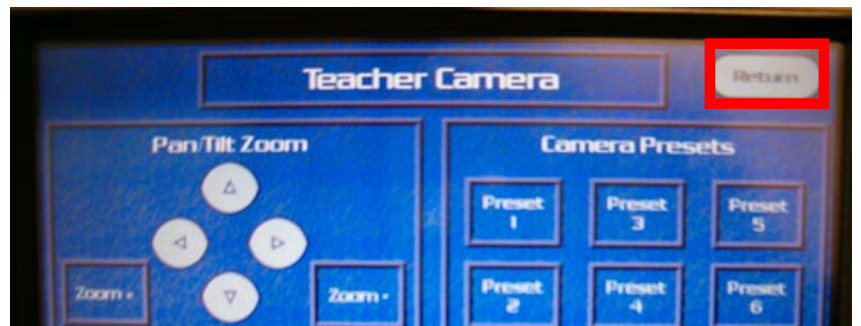 Teacher Camera
Return
Pan/Tilt Zoom
Zoom +
Zoom -
Camera Presets
Preset 1
Preset 3
Preset 5
Preset 2
Preset 4
Preset 6